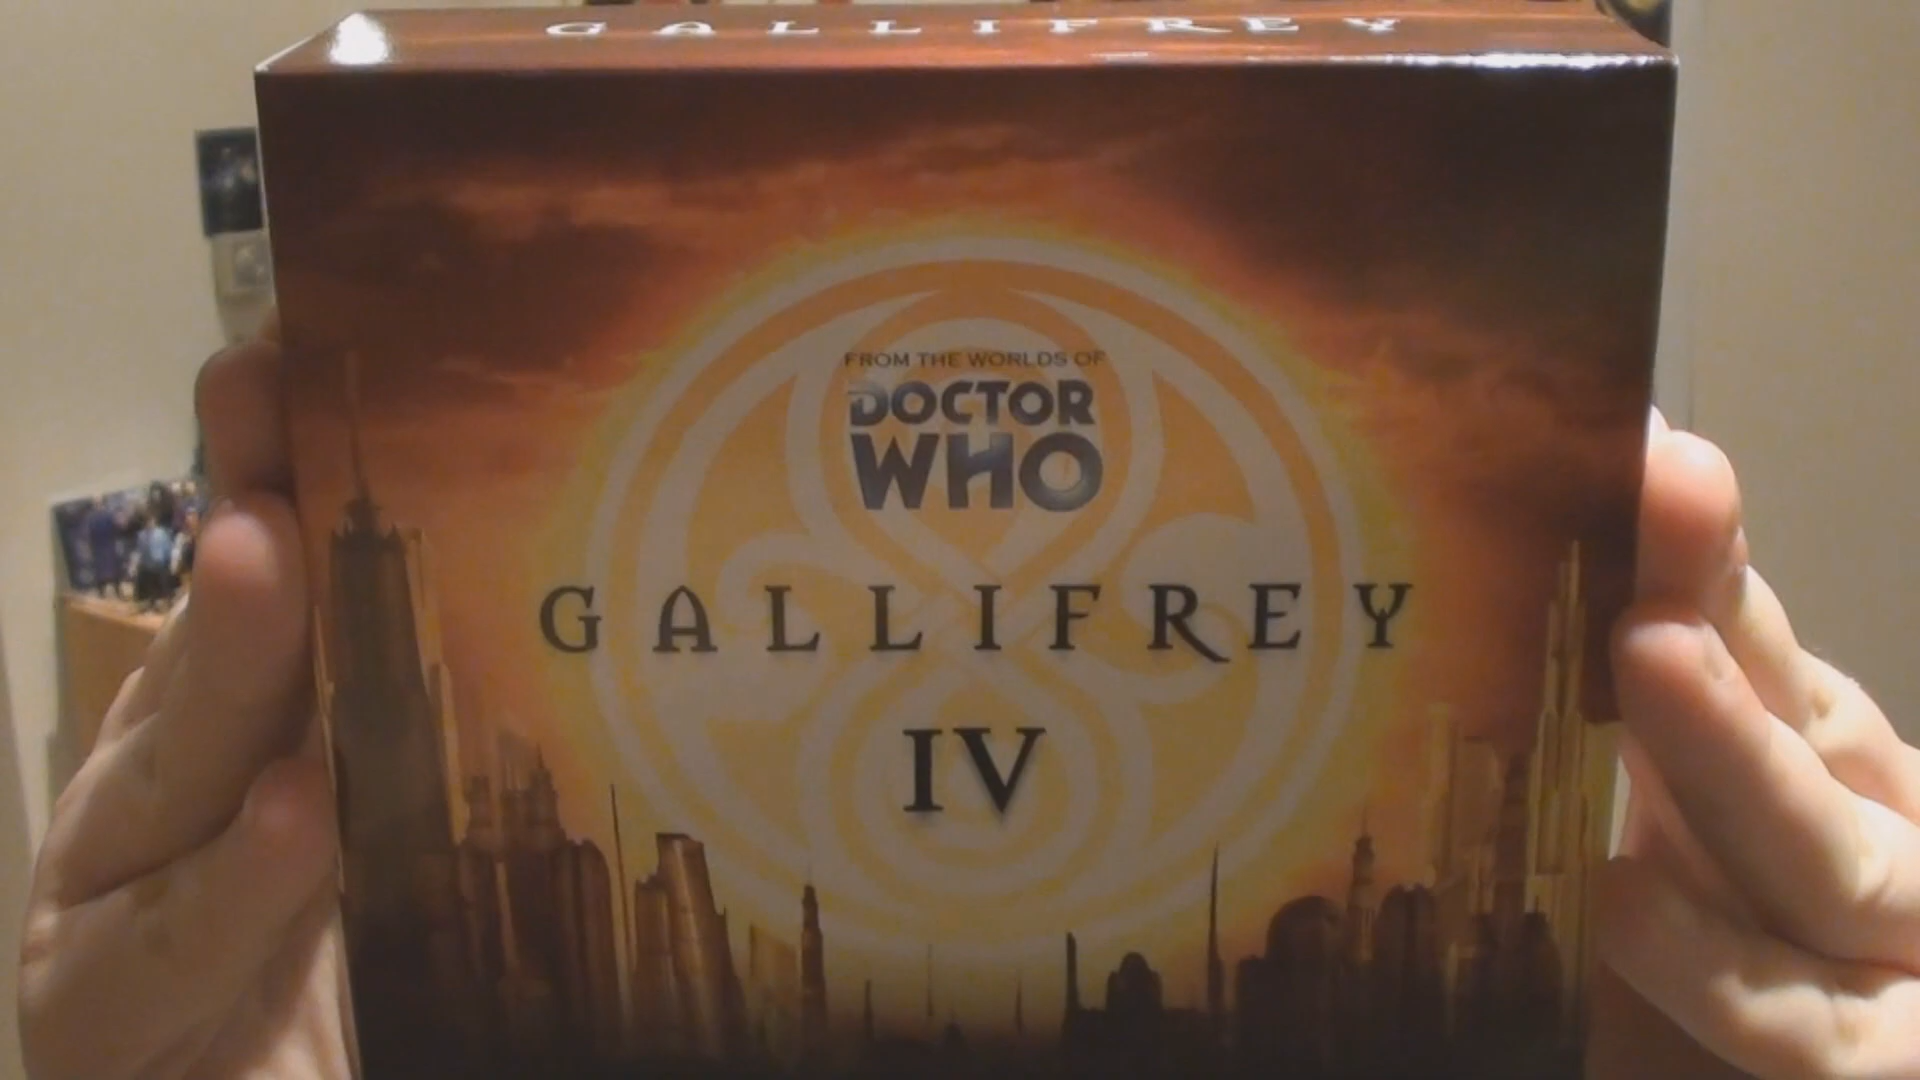 GALLIFREY
FROM THE WORLDS OF
DOCTOR
WHO
GALLIFREY
IV